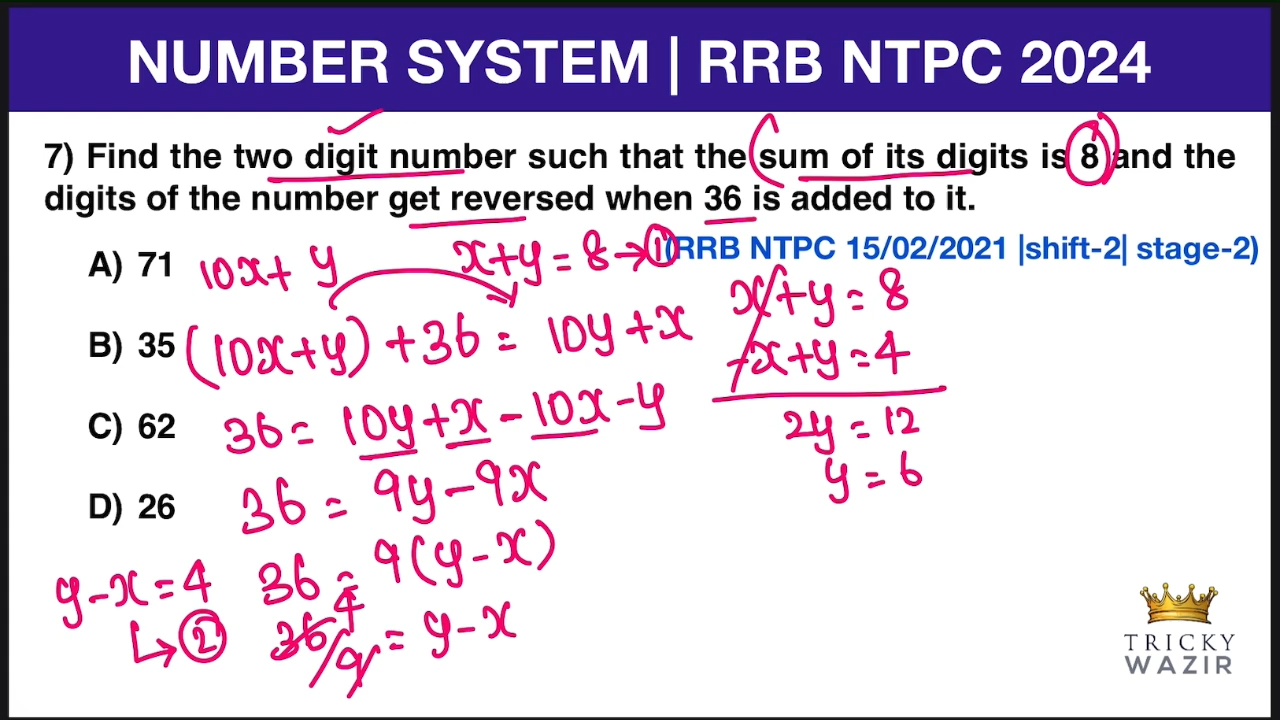 NUMBER SYSTEM | RRB NTPC 2024
7) Find the two digit number such that the sum of its digits is 8 and the
digits of the number get reversed when 36 is added to it.
(RRB NTPC 15/02/2021 |shift-2| stage-2)
A) 71
10x+y
x+y=8→①
B) 35
(10x+y)+36=10y+x
C) 62
36=10y+x-10x-y
D) 26
36=9y-9x
36=9(y-x)
y-x=4
↳②
4
36/9=y-x
x+y=8
-x+y=4
2y=12
y=6
TRICKY
WAZIR